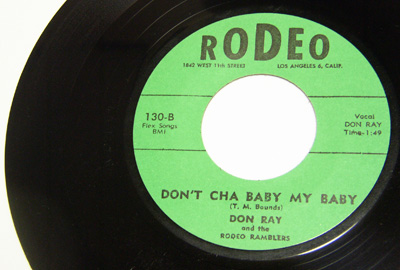 RODEO
1642 WEST 11th STREET LOS ANGELES 6, CALIF.
130-B Vocal
Fire Songs DON RAY
BMI Time-1:49
DON'T CHA BABY MY BABY
(T. M. Bounds)
DON RAY
and the
RODEO RAMBLERS